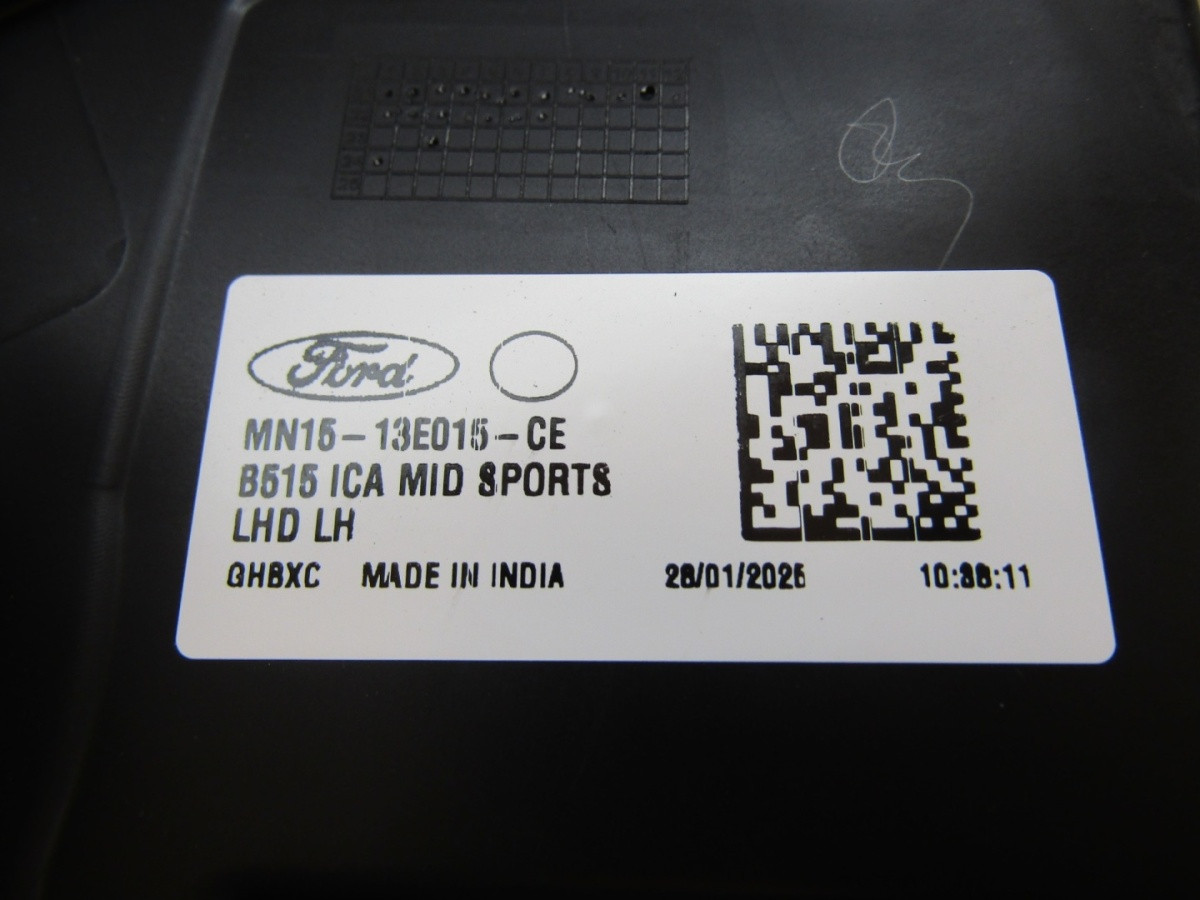 Ford
MN15-13E015-CE
B515 ICA MID SPORTS
LHD LH
GHBXC MADE IN INDIA 28/01/2025 10:38:11